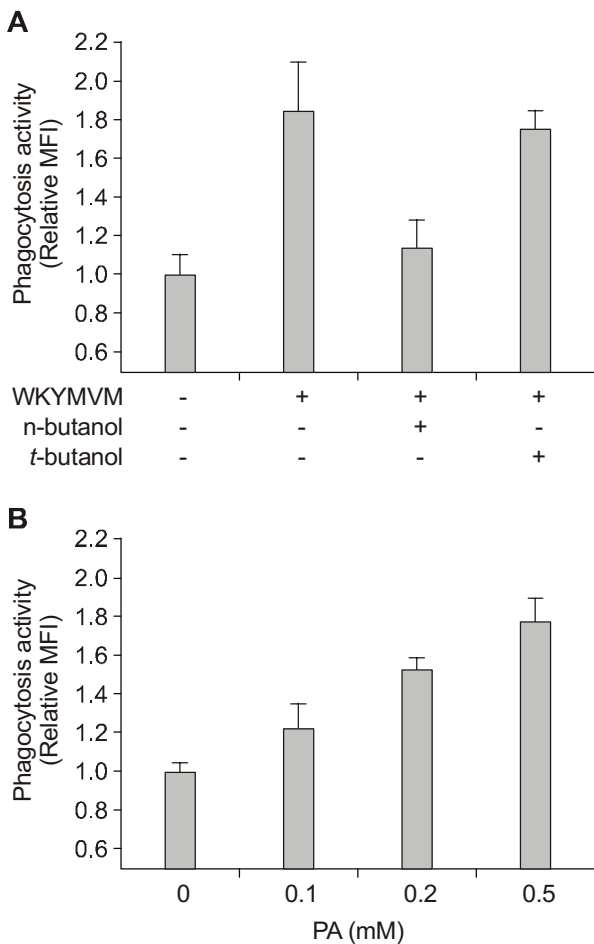 A
Phagocytosis activity
(Relative MFI)
2.2
2.0
1.8
1.6
1.4
1.2
1.0
0.8
0.6
WKYMVM - + + +
n-butanol - - + -
t-butanol - - - +
B
Phagocytosis activity
(Relative MFI)
2.2
2.0
1.8
1.6
1.4
1.2
1.0
0.8
0.6
0 0.1 0.2 0.5
PA (mM)